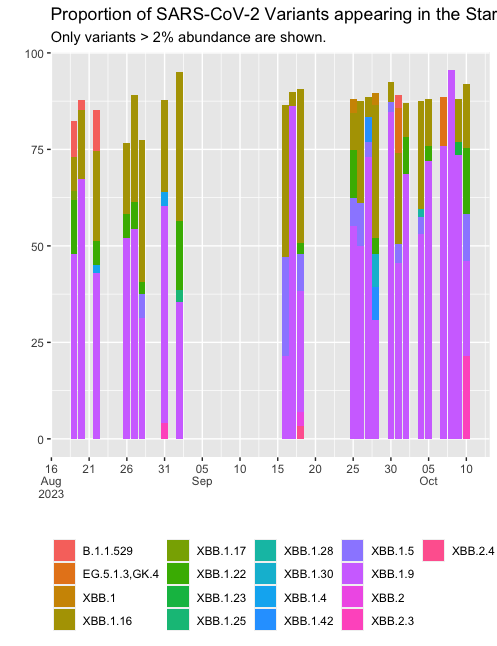 Proportion of SARS-CoV-2 Variants appearing in the Star
Only variants > 2% abundance are shown.
100
75
50
25
0
16 21 26 31 05 10 15 20 25 30 05 10
Aug Sep Oct
2023
B.1.1.529 XBB.1.17 XBB.1.28 XBB.1.5 XBB.2.4
EG.5.1.3,GK.4 XBB.1.22 XBB.1.30 XBB.1.9
XBB.1 XBB.1.23 XBB.1.4 XBB.2
XBB.1.16 XBB.1.25 XBB.1.42 XBB.2.3